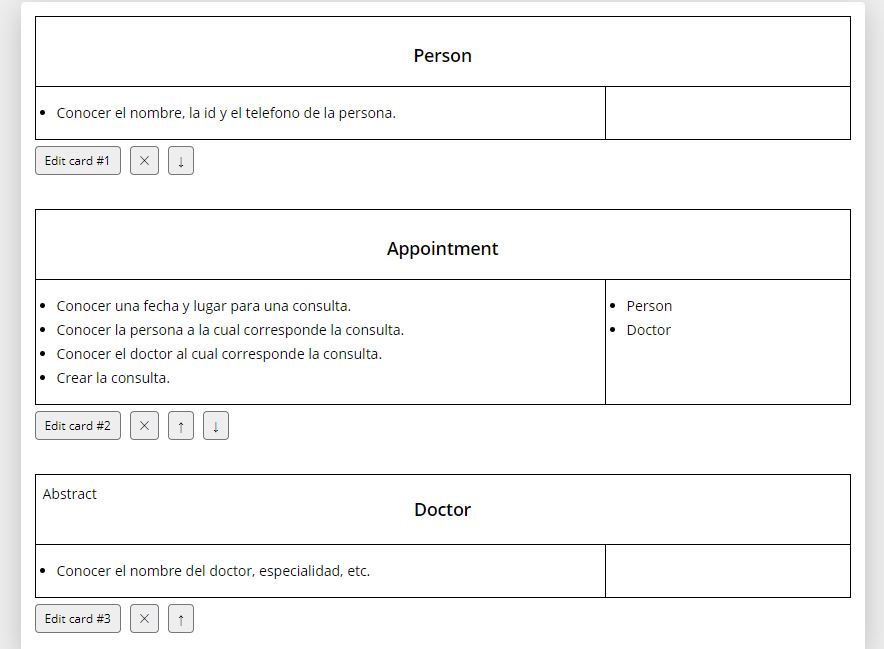 Person
• Conocer el nombre, la id y el telefono de la persona.
Edit card #1 × ↓
Appointment
• Conocer una fecha y lugar para una consulta.
• Conocer la persona a la cual corresponde la consulta.
• Conocer el doctor al cual corresponde la consulta.
• Crear la consulta.
• Person
• Doctor
Edit card #2 × ↑ ↓
Abstract
Doctor
• Conocer el nombre del doctor, especialidad, etc.
Edit card #3 × ↑